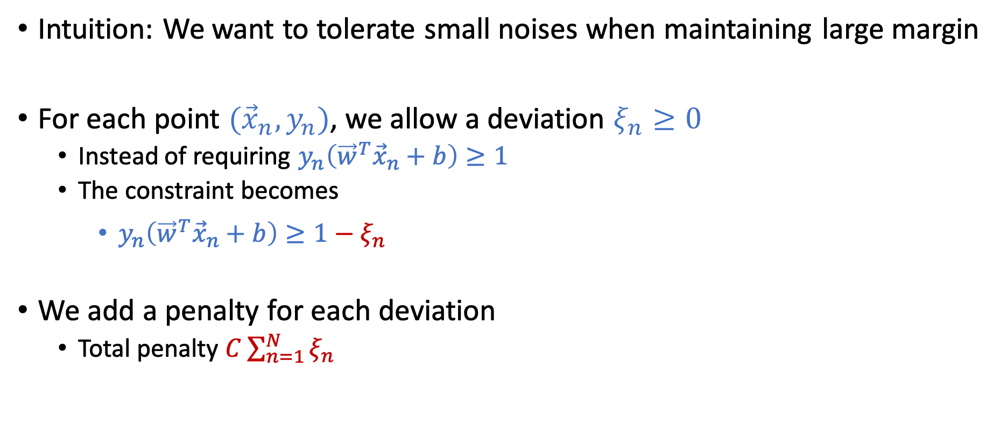 • Intuition: We want to tolerate small noises when maintaining large margin
• For each point $(\vec{x}_n, y_n)$, we allow a deviation $\xi_n \geq 0$
• Instead of requiring $y_n(\vec{w}^T \vec{x}_n + b) \geq 1$
• The constraint becomes
• $y_n(\vec{w}^T \vec{x}_n + b) \geq 1 - \xi_n$
• We add a penalty for each deviation
• Total penalty $C \sum_{n=1}^{N} \xi_n$